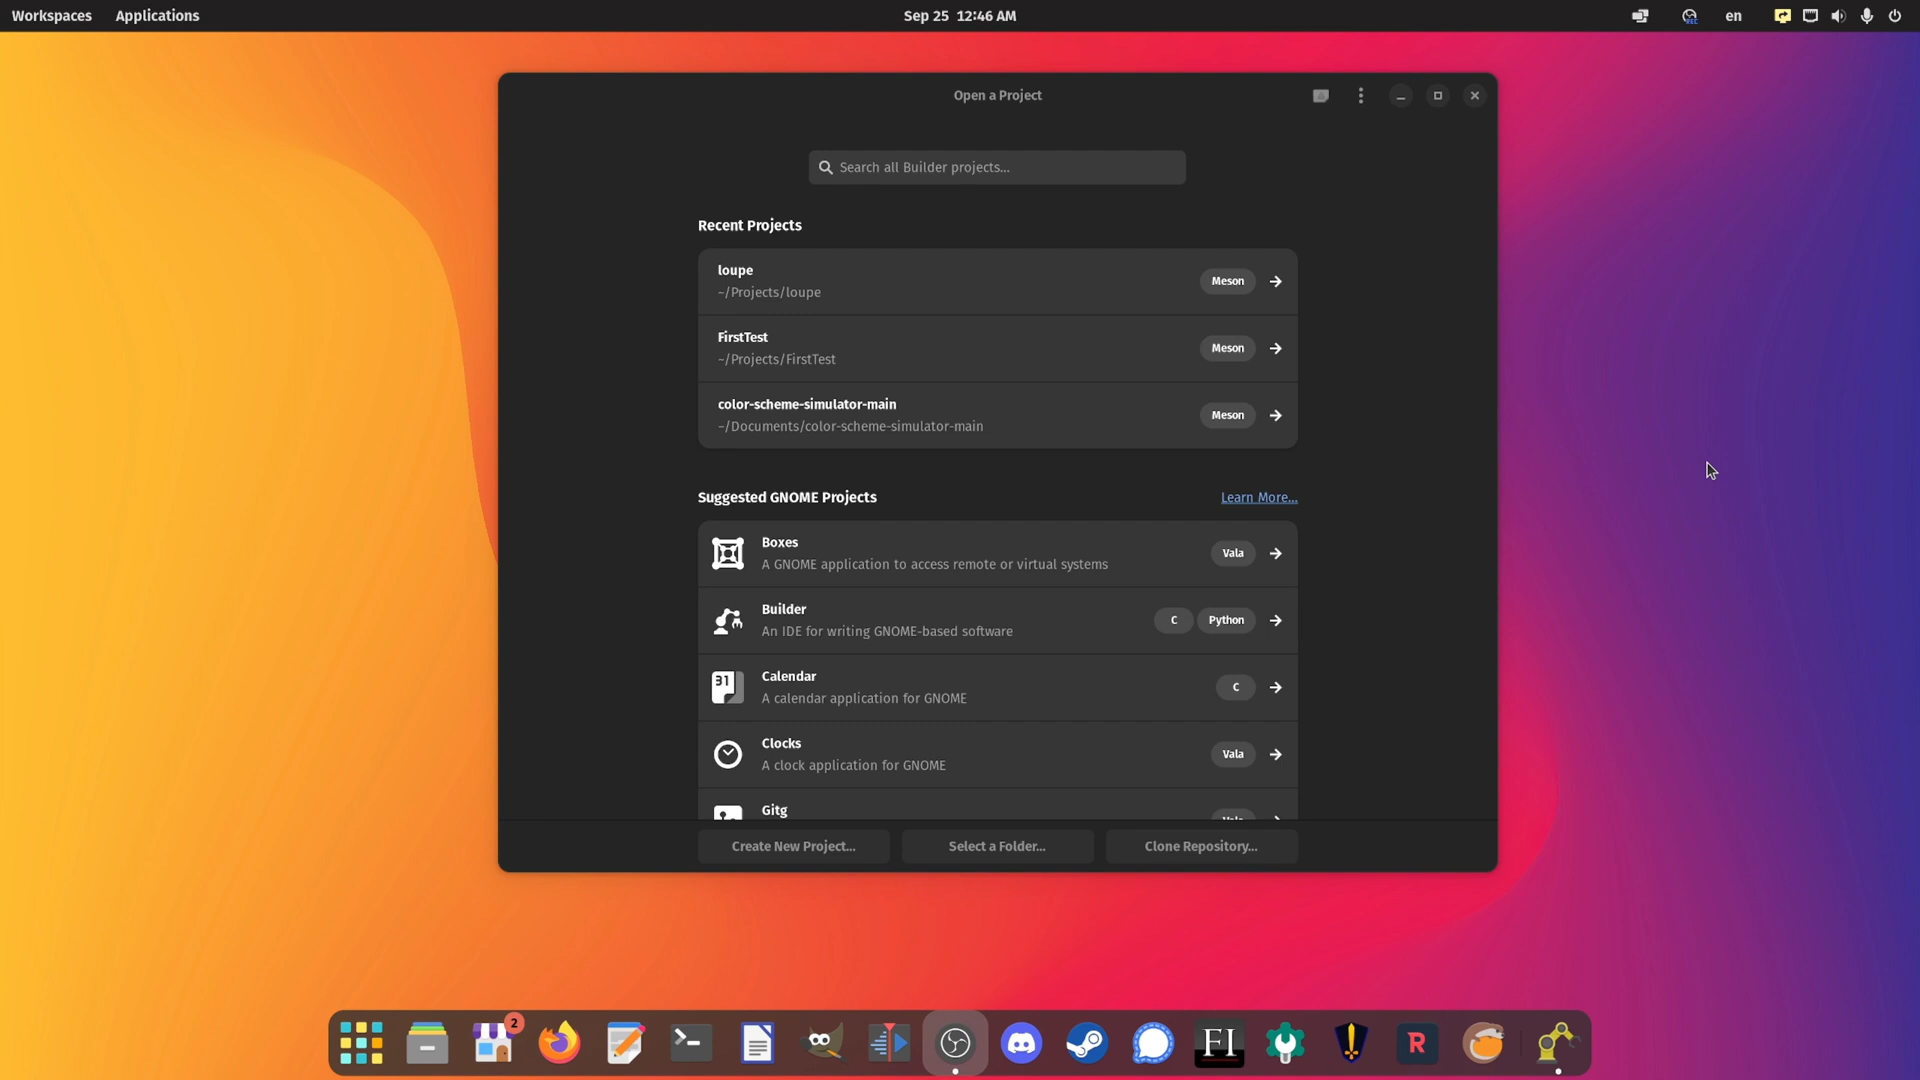 Workspaces Applications Sep 25 12:46 AM en
Open a Project
Search all Builder projects...
Recent Projects
loupe
~/Projects/loupe
Meson
FirstTest
~/Projects/FirstTest
Meson
color-scheme-simulator-main
~/Documents/color-scheme-simulator-main
Meson
Suggested GNOME Projects Learn More...
Boxes
A GNOME application to access remote or virtual systems
Vala
Builder
An IDE for writing GNOME-based software
C Python
Calendar
A calendar application for GNOME
C
31
Clocks
A clock application for GNOME
Vala
Gitg
Create New Project... Select a Folder... Clone Repository...
2
FI
R